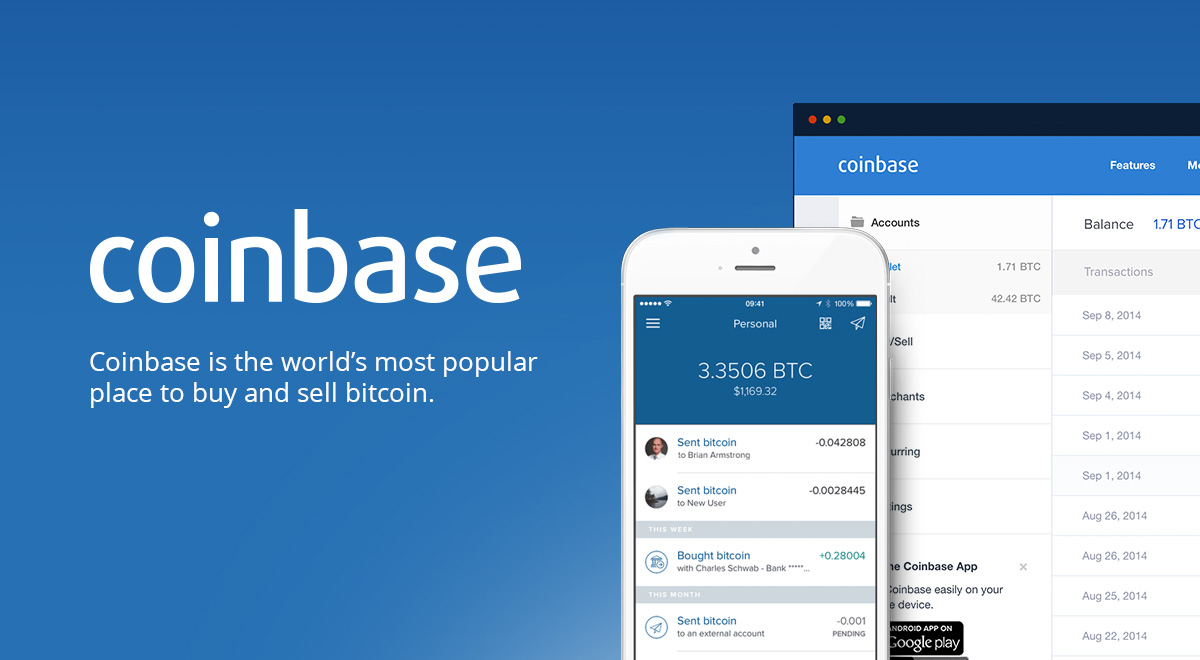 coinbase
Coinbase is the world's most popular
place to buy and sell bitcoin.
09:41
100%
Personal
3.3506 BTC
$1,169.32
Sent bitcoin
-0.042808
to Brian Armstrong
Sent bitcoin
-0.0028445
to New User
THIS WEEK
Bought bitcoin
+0.28004
with Charles Schwab - Bank *****...
THIS MONTH
Sent bitcoin
-0.001
to an external account
PENDING
coinbase
Features
Accounts
Balance 1.71 BTC
1.71 BTC
42.42 BTC
/Sell
Transactions
Sep 8, 2014
Sep 5, 2014
Sep 4, 2014
Sep 1, 2014
Sep 1, 2014
Aug 26, 2014
Aug 26, 2014
Aug 25, 2014
Aug 22, 2014
Coinbase App
Coinbase easily on your
device.
ANDROID APP ON
Google play